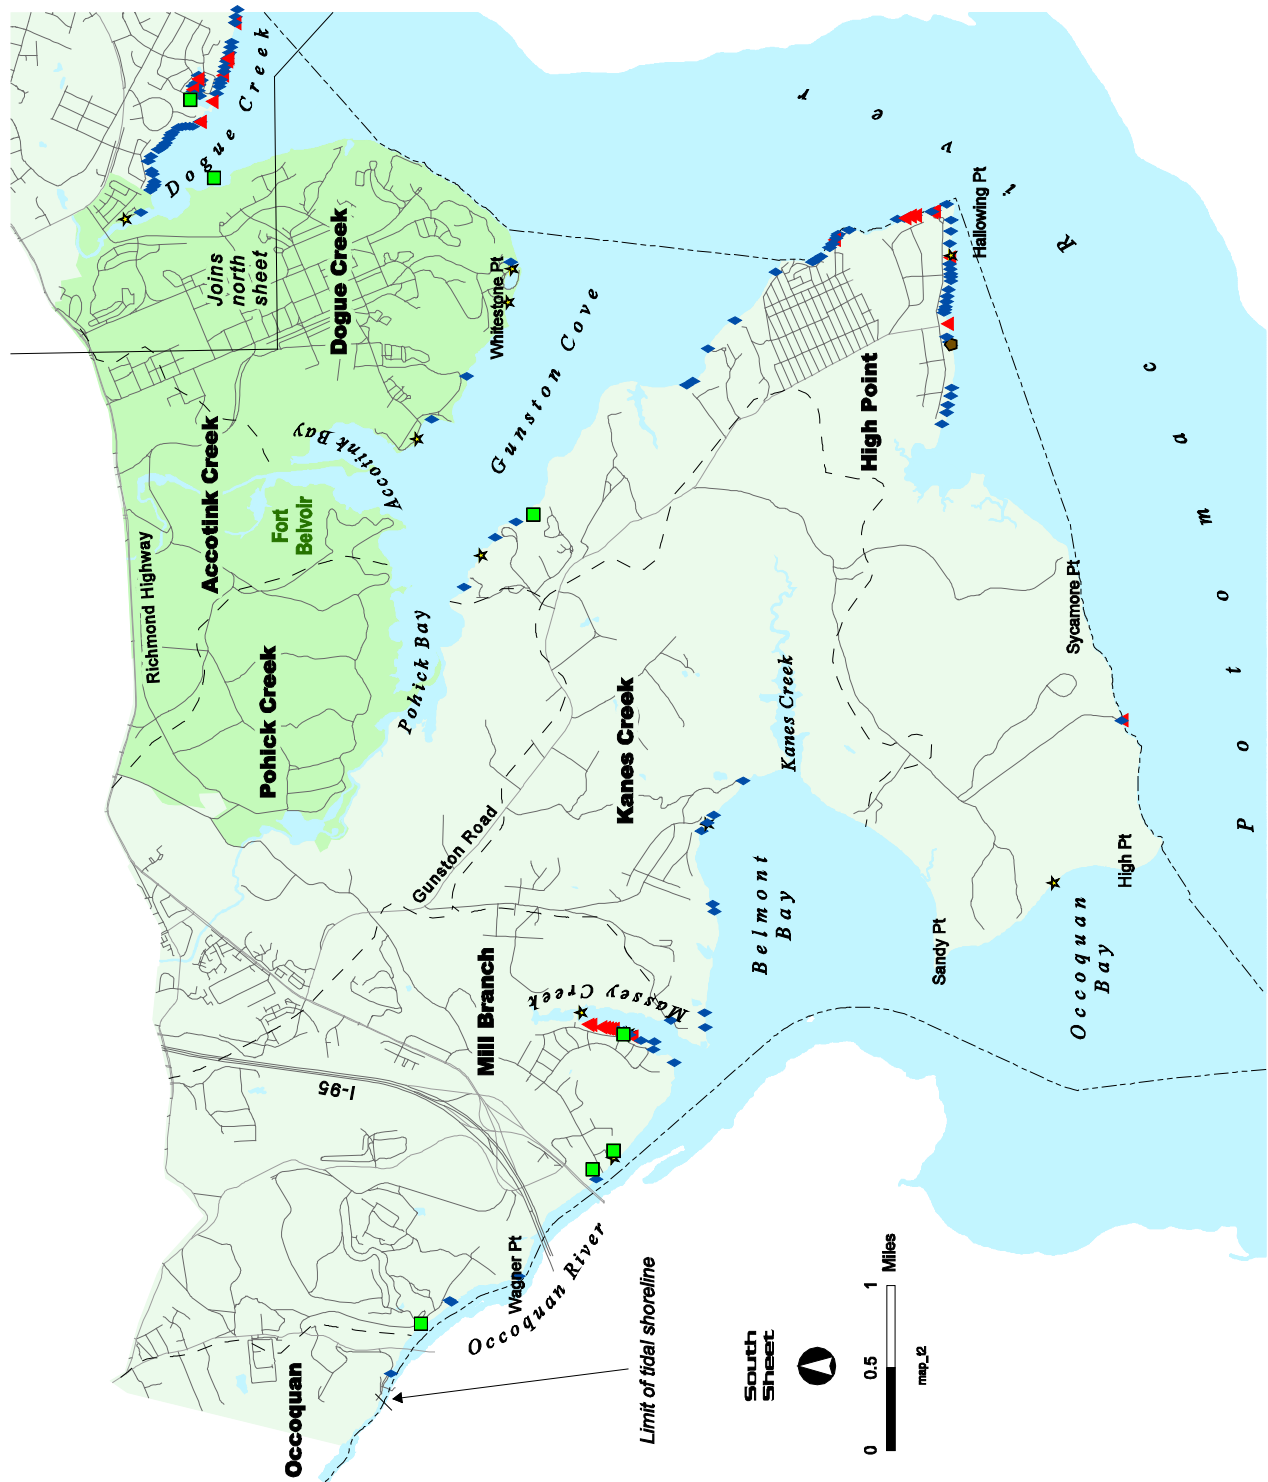 Dogue Creek
Joins
north
sheet
Dogue Creek
Whitestone Pt
Gunston Cove
Accotink Bay
Accotink Creek
Fort
Belvoir
Richmond Highway
Pohick Creek
Pohick Bay
Hallowing Pt
High Point
Potomac River
Sycamore Pt
Kanes Creek
Kanes Creek
Gunston Road
High Pt
Sandy Pt
Belmont
Bay
Occoquan
Bay
Massey Creek
Mill Branch
I-95
Wagner Pt
Occoquan River
Occoquan
Limit of tidal shoreline
South
Sheet
0 0.5 1 Miles
map_t2